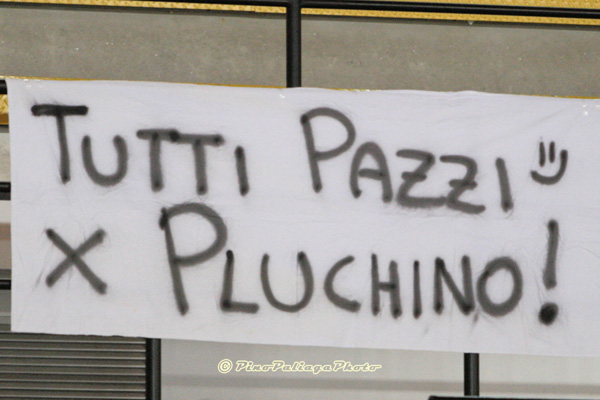 TUTTI PAZZI =)
X PLUCHINO!
© PinoPaliagaPhoto